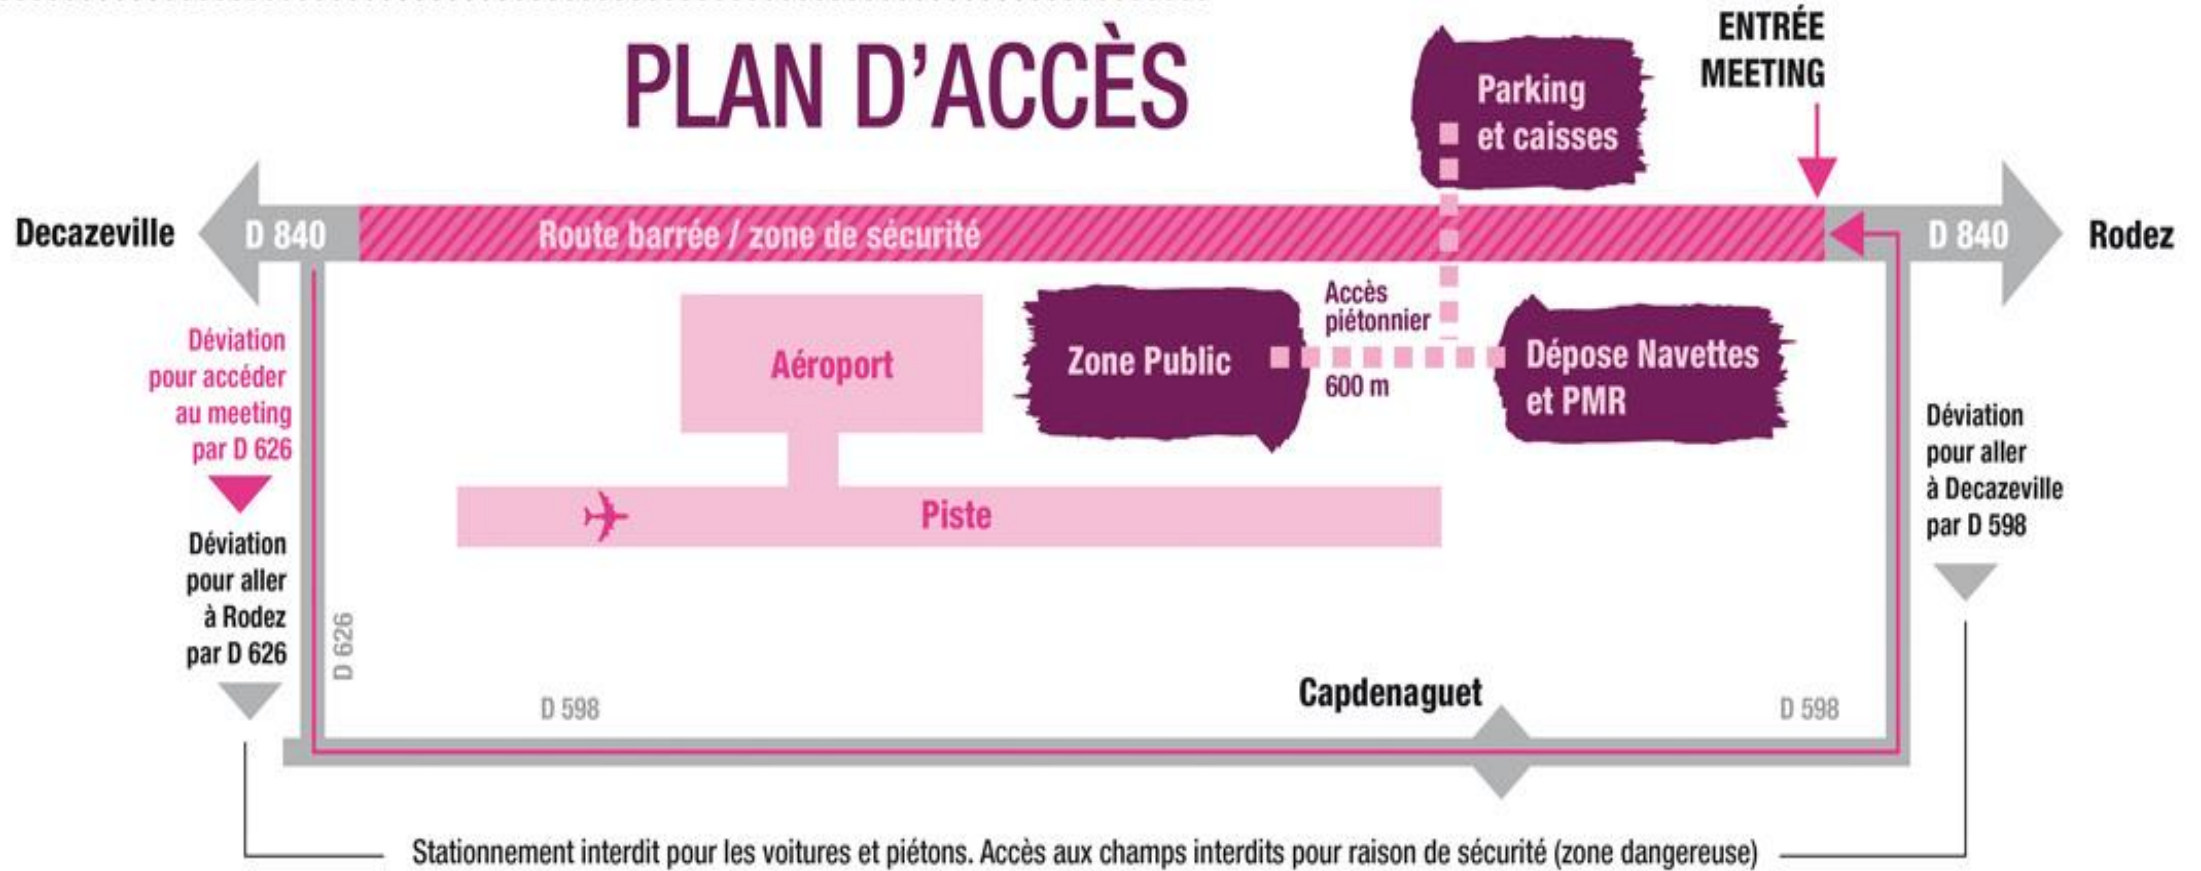 PLAN D'ACCÈS
ENTRÉE
MEETING
Parking
et caisses
Decazeville
D 840
Route barrée / zone de sécurité
D 840
Rodez
Accès
piétonnier
600 m
Aéroport
Zone Public
Dépose Navettes
et PMR
Déviation
pour accéder
au meeting
par D 626
Déviation
pour aller
à Decazeville
par D 598
Piste
Déviation
pour aller
à Rodez
par D 626
D 626
D 598
Capdenaguet
D 598
Stationnement interdit pour les voitures et piétons. Accès aux champs interdits pour raison de sécurité (zone dangereuse)